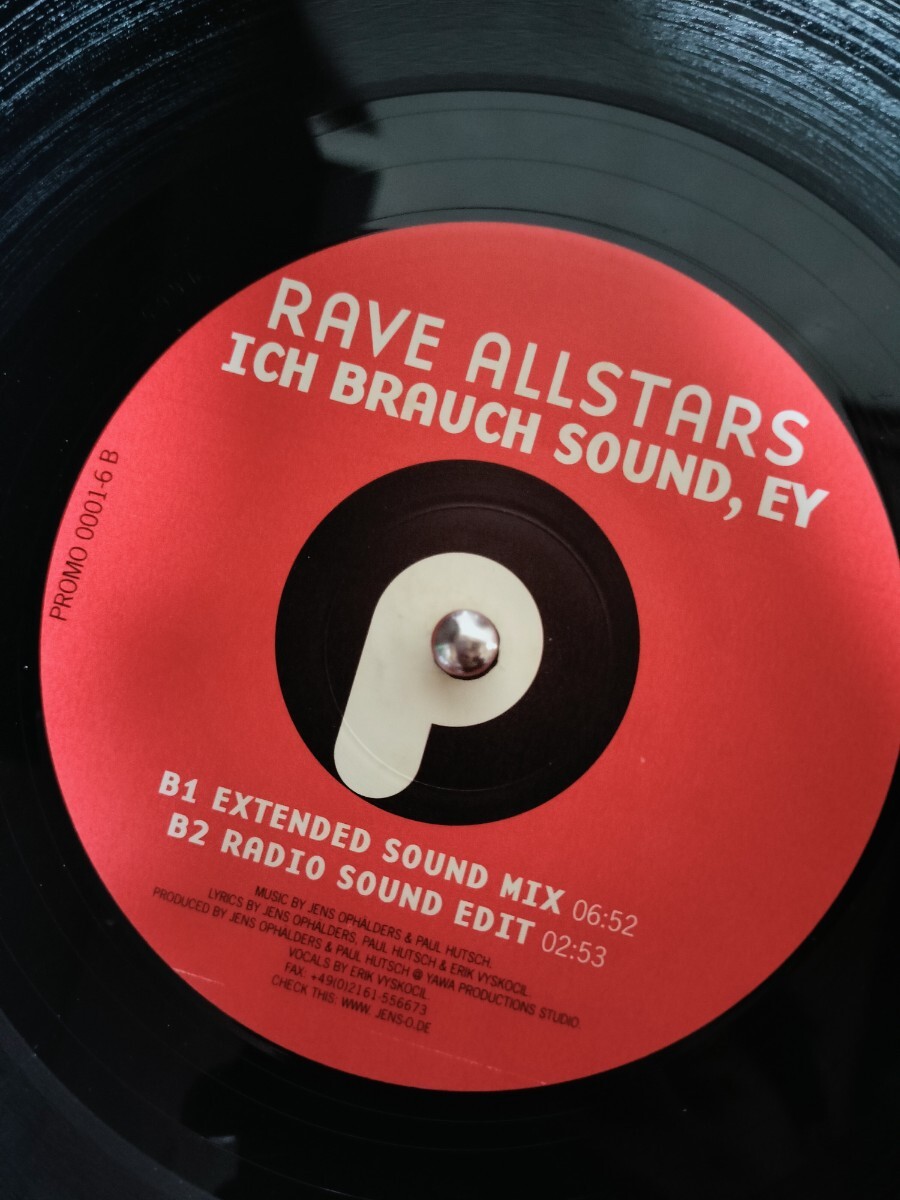 RAVE ALLSTARS
ICH BRAUCH SOUND, EY
PROMO 0001-6 B
P
B1 EXTENDED SOUND MIX 06:52
B2 RADIO SOUND EDIT 02:53
MUSIC BY JENS OPHÄLDERS & PAUL HUTSCH.
LYRICS BY JENS OPHÄLDERS, PAUL HUTSCH & ERIK VYSKOCIL.
PRODUCED BY JENS OPHÄLDERS & PAUL HUTSCH @ YAWA PRODUCTIONS STUDIO.
VOCALS BY ERIK VYSKOCIL.
FAX: +49(0)2161-556673
CHECK THIS: WWW. JENS-O.DE